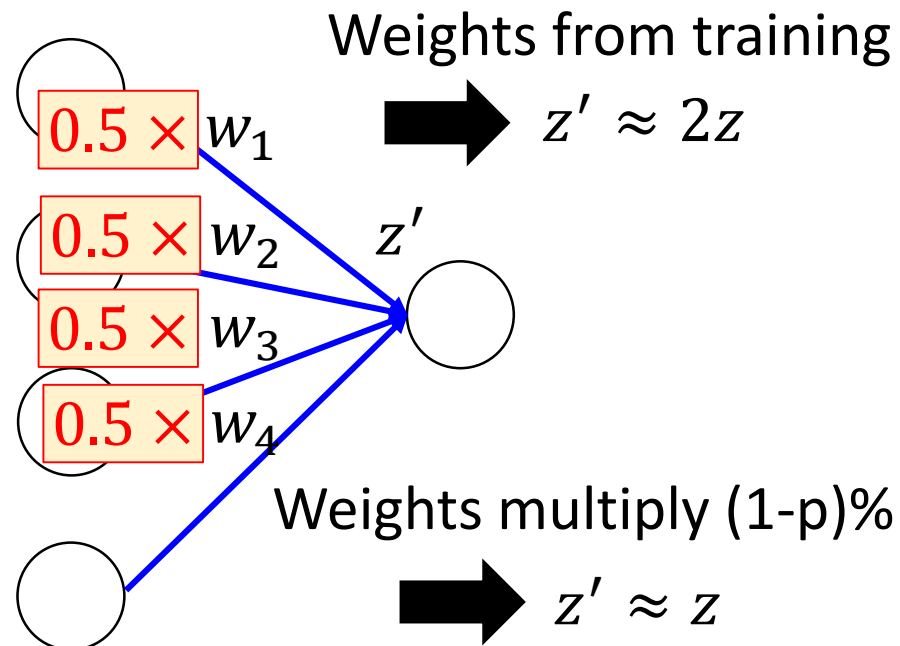 Weights from training
z′ ≈ 2z
0.5 × w₁
0.5 × w₂
z′
0.5 × w₃
0.5 × w₄
Weights multiply (1-p)%
z′ ≈ z